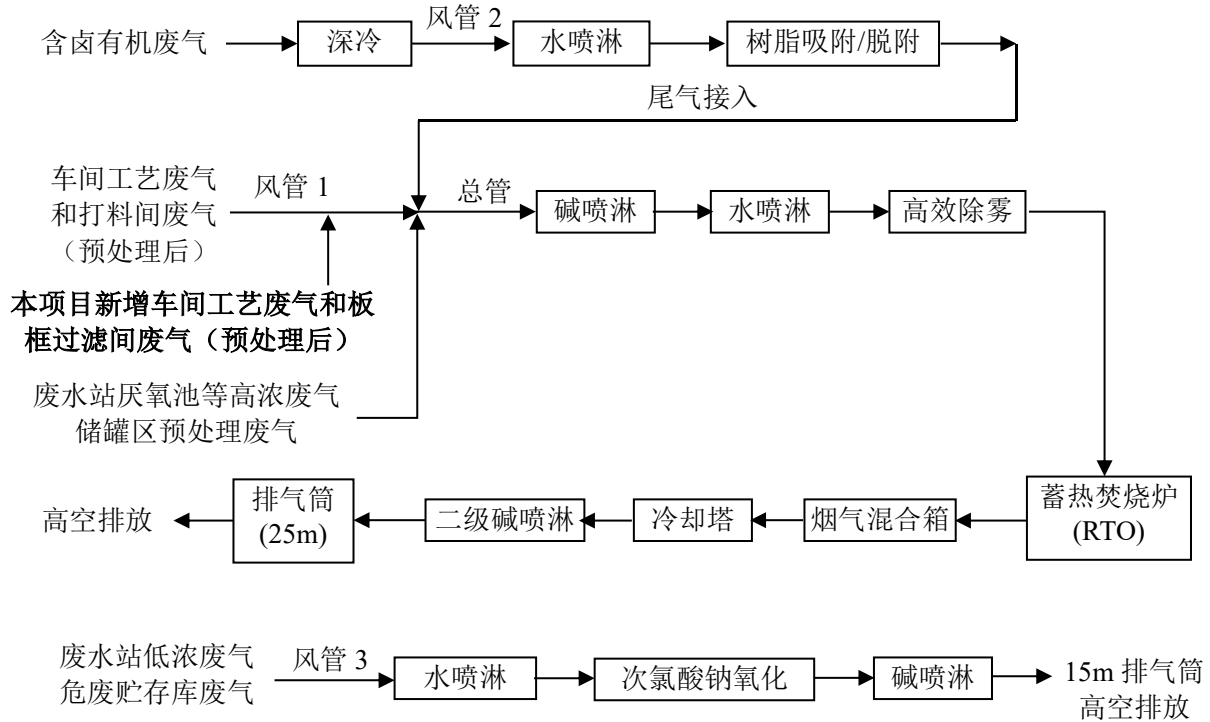 含卤有机废气
深冷
风管 2
水喷淋
树脂吸附/脱附
尾气接入
车间工艺废气
和打料间废气
（预处理后）
风管 1
总管
碱喷淋
水喷淋
高效除雾
本项目新增车间工艺废气和板
框过滤间废气（预处理后）
废水站厌氧池等高浓废气
储罐区预处理废气
蓄热焚烧炉
(RTO)
烟气混合箱
冷却塔
二级碱喷淋
排气筒
(25m)
高空排放
废水站低浓废气
危废贮存库废气
风管 3
水喷淋
次氯酸钠氧化
碱喷淋
15m 排气筒
高空排放